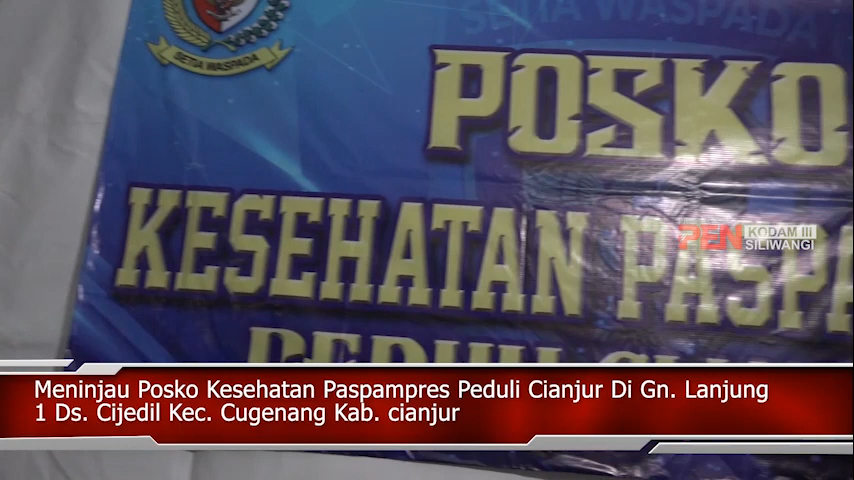 SETIA WASPADA
SETIA WASPADA
POSKO
KESEHATAN PASPA
PEDULI
PEN KODAM III
SILIWANGI
Meninjau Posko Kesehatan Paspampres Peduli Cianjur Di Gn. Lanjung
1 Ds. Cijedil Kec. Cugenang Kab. cianjur